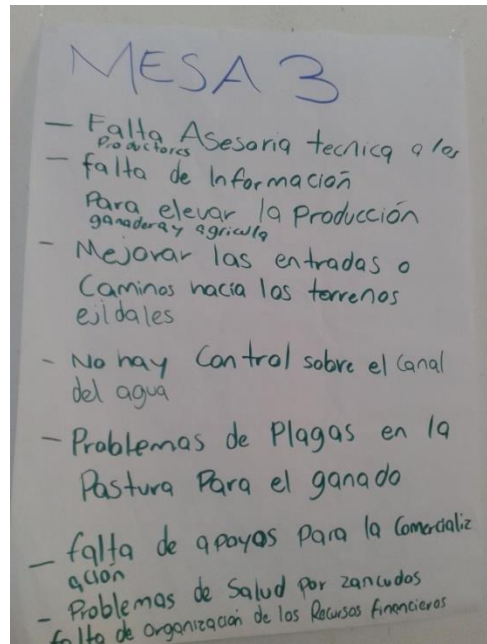 MESA 3
— Falta Asesoria tecnica a los
Productores
— falta de Información
Para elevar la Producción
ganadera y agricula
- Mejorar las entradas o
Caminos hacia los terrenos
ejidales
- No hay Control sobre el Canal
del agua
- Problemas de Plagas en la
Pastura Para el ganado
- falta de apoyos Para la Comercializ
ación
- Problemas de Salud por zancudos
falta de organización de los Recursos financieros